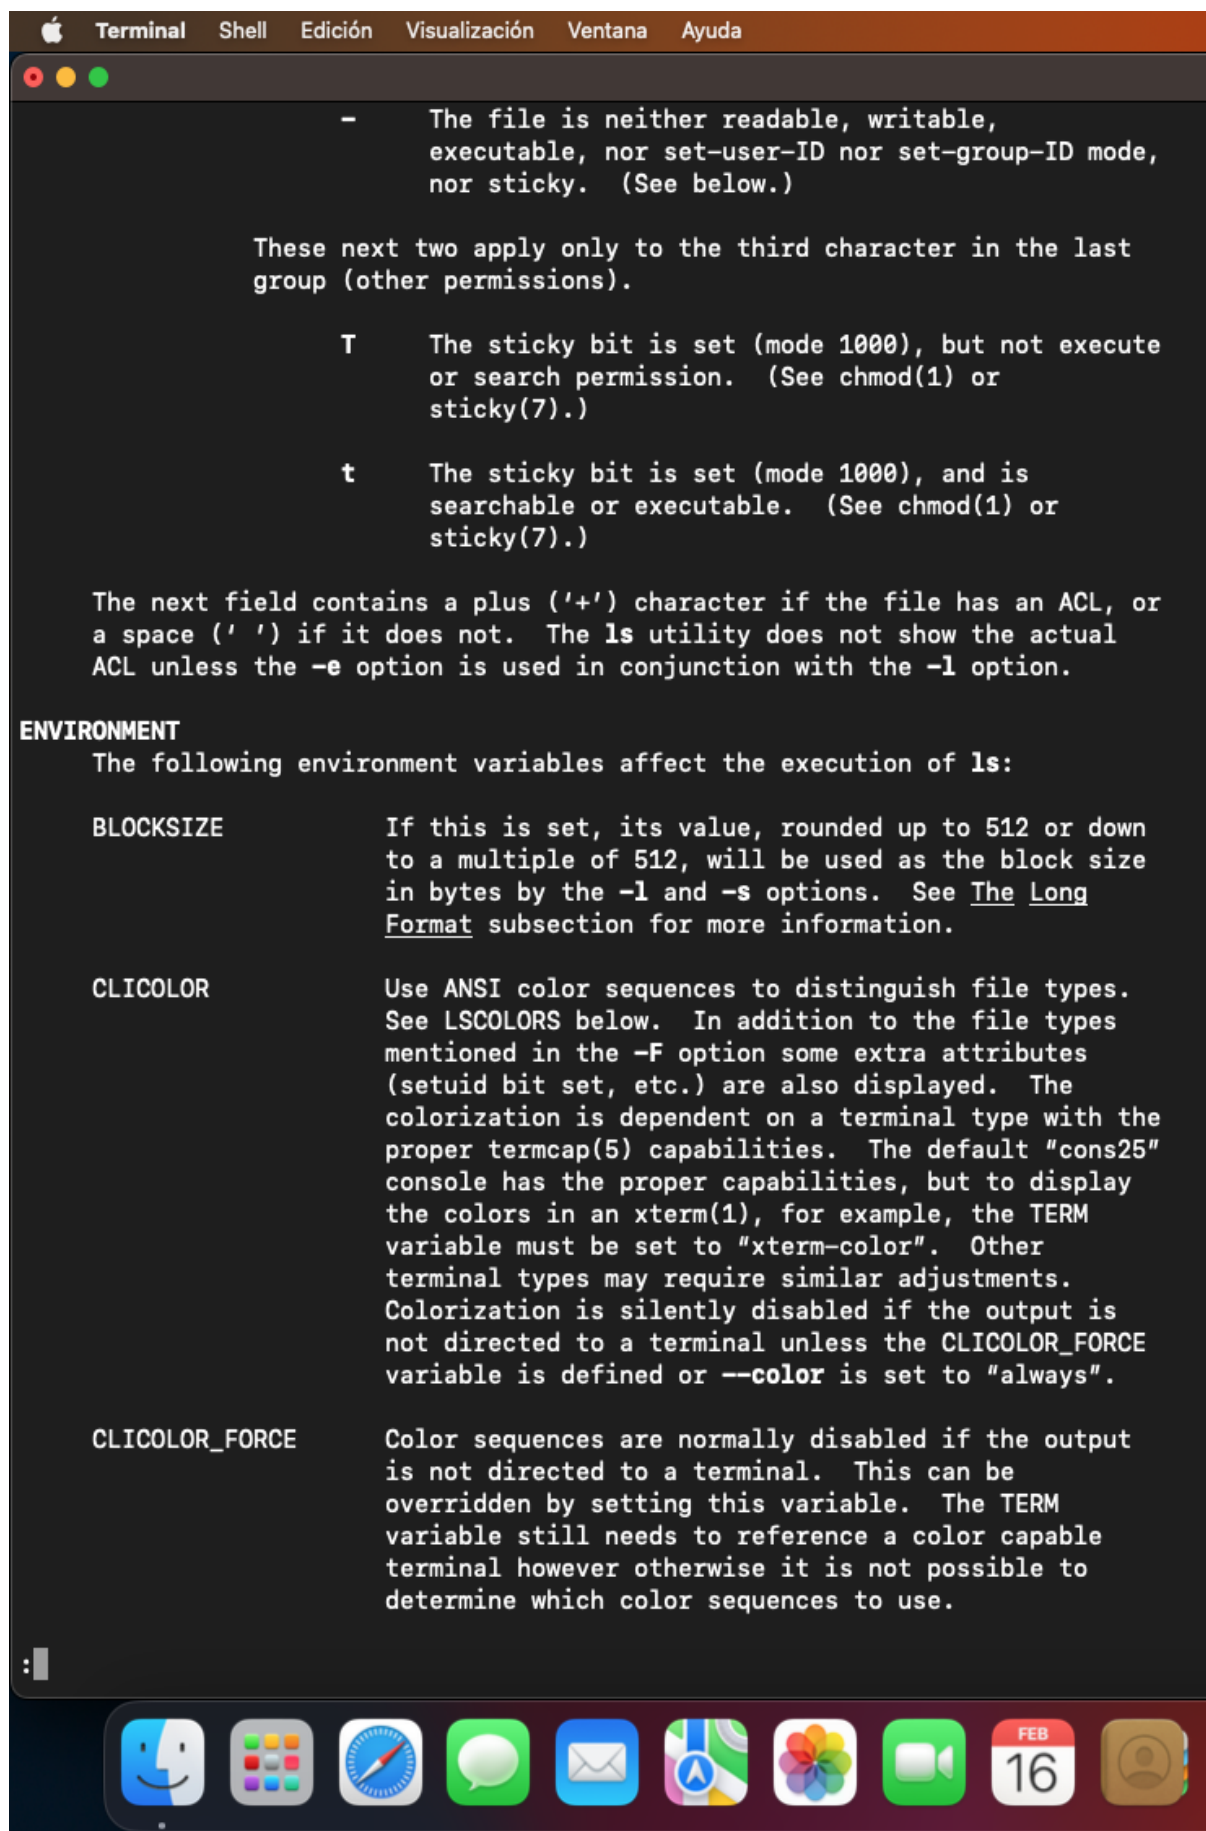 Terminal Shell Edición Visualización Ventana Ayuda
- The file is neither readable, writable,
executable, nor set-user-ID nor set-group-ID mode,
nor sticky. (See below.)
These next two apply only to the third character in the last
group (other permissions).
T The sticky bit is set (mode 1000), but not execute
or search permission. (See chmod(1) or
sticky(7).)
t The sticky bit is set (mode 1000), and is
searchable or executable. (See chmod(1) or
sticky(7).)
The next field contains a plus (‘+’) character if the file has an ACL, or
a space (‘ ’) if it does not. The ls utility does not show the actual
ACL unless the -e option is used in conjunction with the -l option.
ENVIRONMENT
The following environment variables affect the execution of ls:
BLOCKSIZE If this is set, its value, rounded up to 512 or down
to a multiple of 512, will be used as the block size
in bytes by the -l and -s options. See The Long
Format subsection for more information.
CLICOLOR Use ANSI color sequences to distinguish file types.
See LSCOLORS below. In addition to the file types
mentioned in the -F option some extra attributes
(setuid bit set, etc.) are also displayed. The
colorization is dependent on a terminal type with the
proper termcap(5) capabilities. The default “cons25”
console has the proper capabilities, but to display
the colors in an xterm(1), for example, the TERM
variable must be set to “xterm-color”. Other
terminal types may require similar adjustments.
Colorization is silently disabled if the output is
not directed to a terminal unless the CLICOLOR_FORCE
variable is defined or --color is set to “always”.
CLICOLOR_FORCE Color sequences are normally disabled if the output
is not directed to a terminal. This can be
overridden by setting this variable. The TERM
variable still needs to reference a color capable
terminal however otherwise it is not possible to
determine which color sequences to use.
:
FEB
16